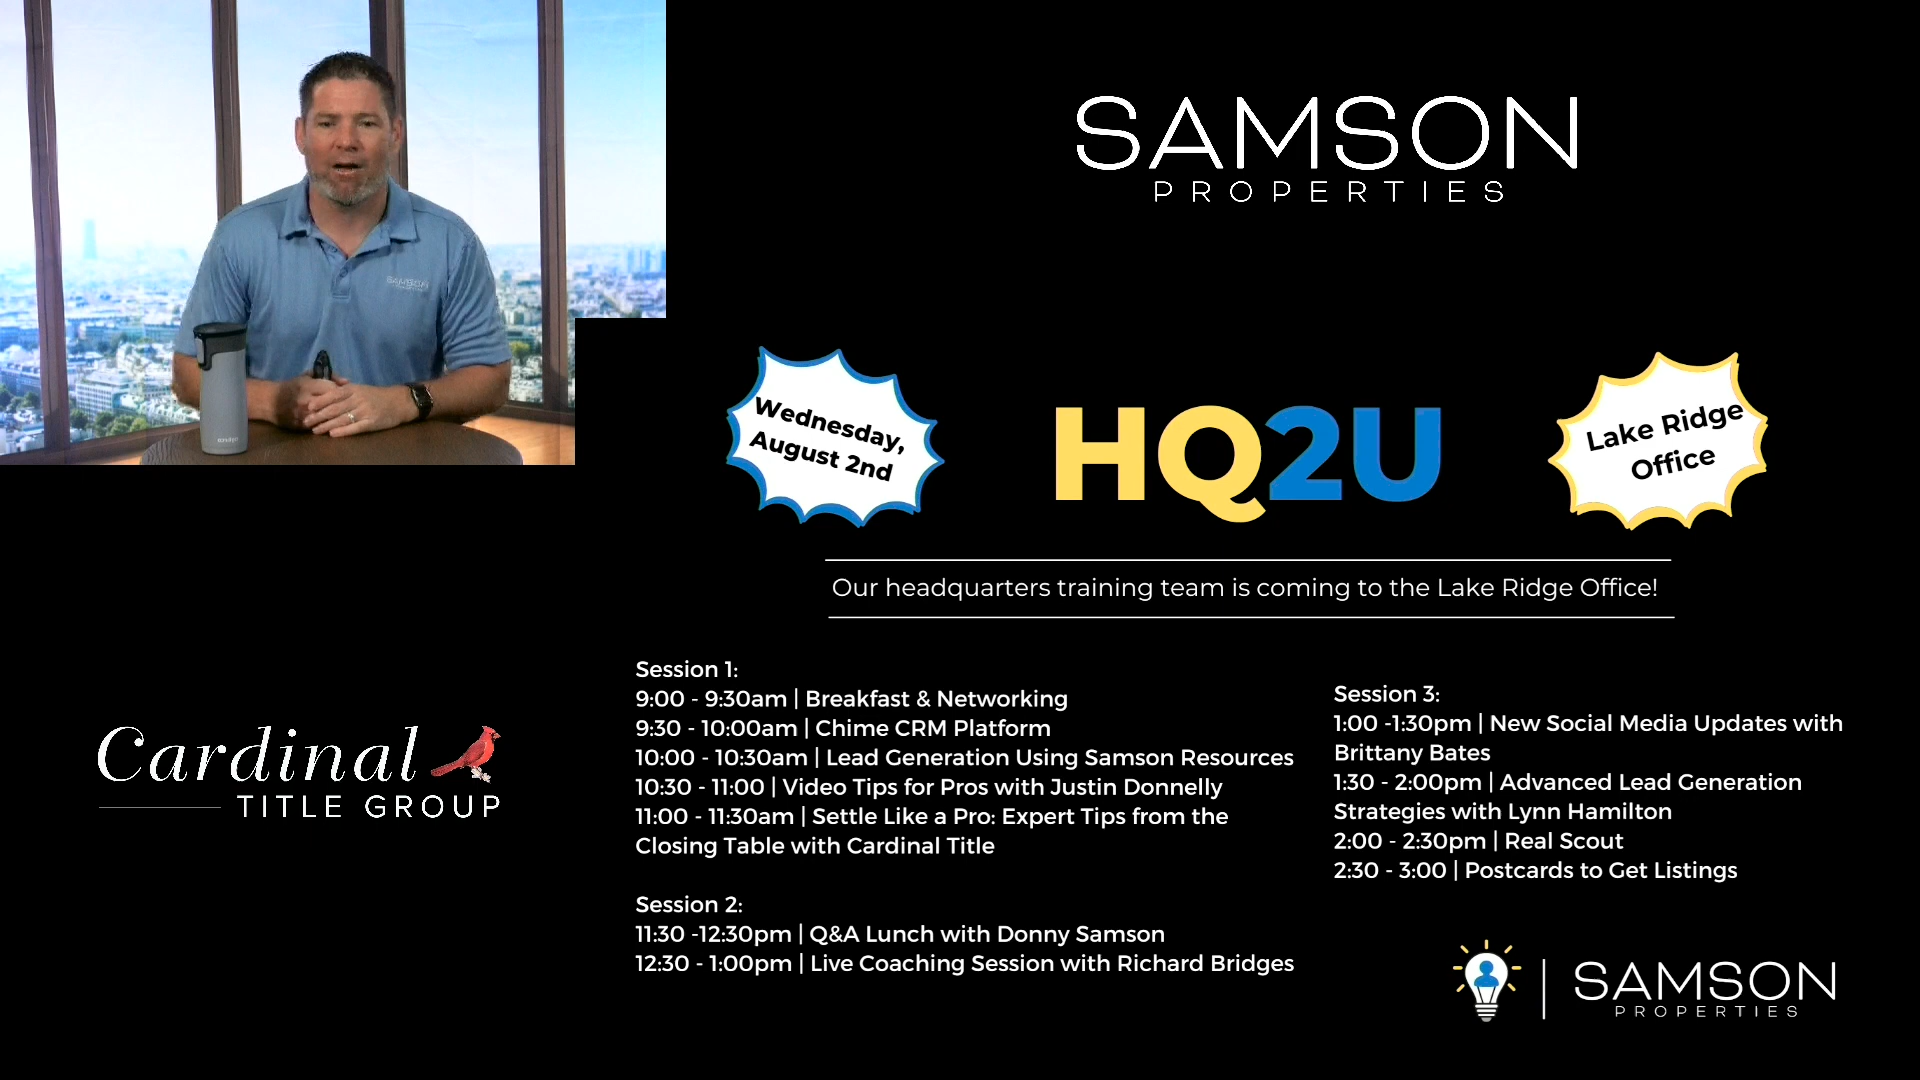 SAMSON
PROPERTIES
SAMSON
PROPERTIES
contigo
Wednesday,
August 2nd
HQ2U
Lake Ridge
Office
Our headquarters training team is coming to the Lake Ridge Office!
Cardinal
TITLE GROUP
Session 1:
9:00 - 9:30am | Breakfast & Networking
9:30 - 10:00am | Chime CRM Platform
10:00 - 10:30am | Lead Generation Using Samson Resources
10:30 - 11:00 | Video Tips for Pros with Justin Donnelly
11:00 - 11:30am | Settle Like a Pro: Expert Tips from the
Closing Table with Cardinal Title
Session 2:
11:30 -12:30pm | Q&A Lunch with Donny Samson
12:30 - 1:00pm | Live Coaching Session with Richard Bridges
Session 3:
1:00 -1:30pm | New Social Media Updates with
Brittany Bates
1:30 - 2:00pm | Advanced Lead Generation
Strategies with Lynn Hamilton
2:00 - 2:30pm | Real Scout
2:30 - 3:00 | Postcards to Get Listings
SAMSON
PROPERTIES